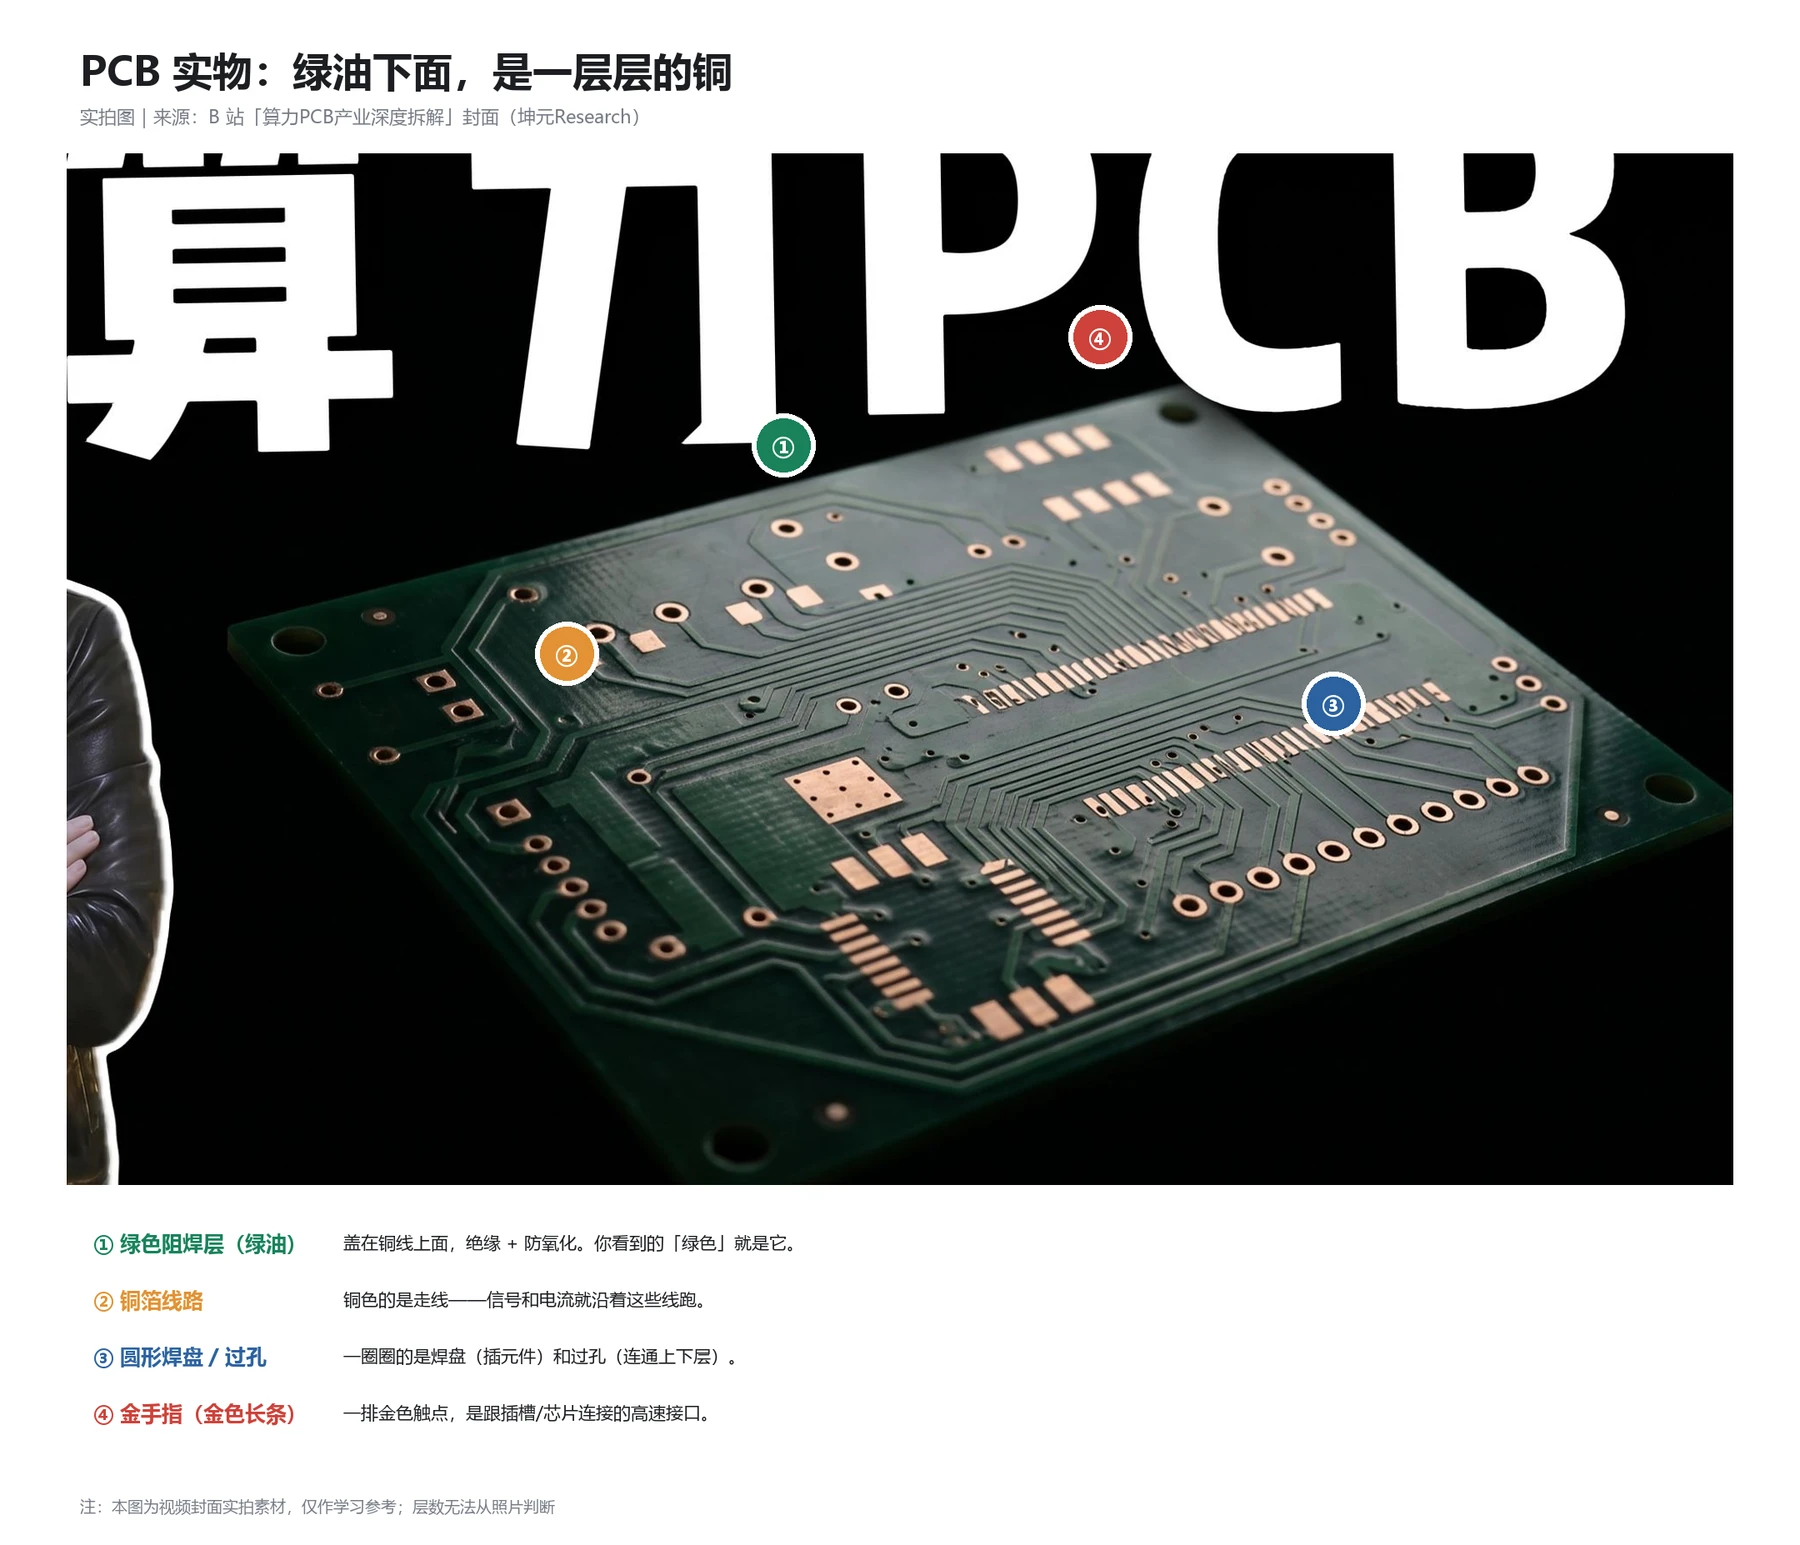 PCB 实物：绿油下面，是一层层的铜
实拍图 | 来源：B 站「算力PCB产业深度拆解」封面（坤元Research）
算力PCB
④
①
②
③
① 绿色阻焊层（绿油） 盖在铜线上面，绝缘 + 防氧化。你看到的「绿色」就是它。
② 铜箔线路 铜色的是走线——信号和电流就沿着这些线跑。
③ 圆形焊盘 / 过孔 一圈圈的是焊盘（插元件）和过孔（连通上下层）。
④ 金手指（金色长条） 一排金色触点，是跟插槽/芯片连接的高速接口。
注：本图为视频封面实拍素材，仅作学习参考；层数无法从照片判断